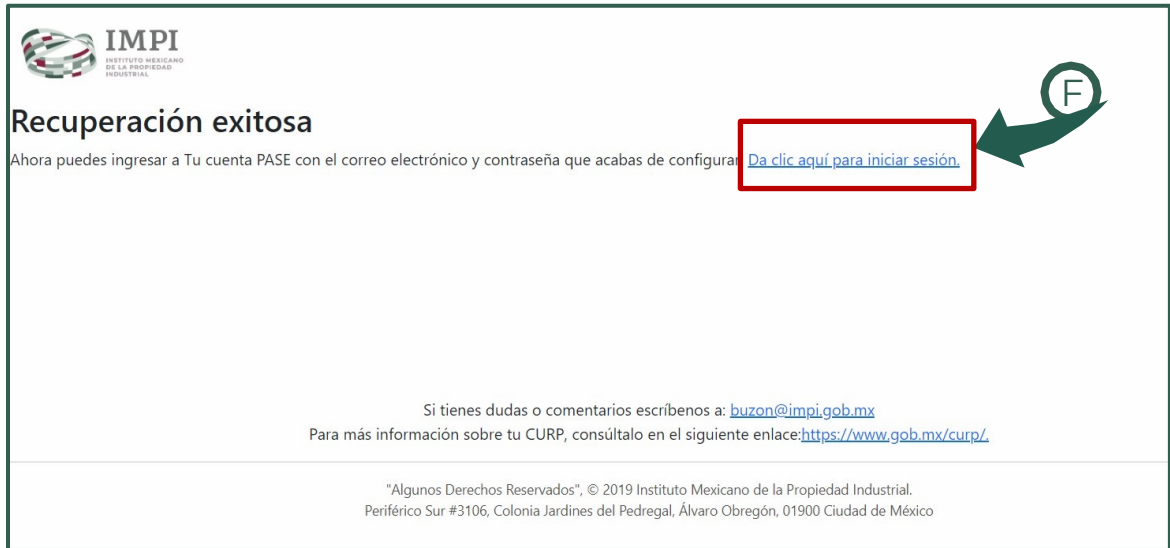 IMPI
INSTITUTO MEXICANO
DE LA PROPIEDAD
INDUSTRIAL
F
Recuperación exitosa
Ahora puedes ingresar a Tu cuenta PASE con el correo electrónico y contraseña que acabas de configurar Da clic aquí para iniciar sesión.
Si tienes dudas o comentarios escríbenos a: buzon@impi.gob.mx
Para más información sobre tu CURP, consúltalo en el siguiente enlace:https://www.gob.mx/curp/.
"Algunos Derechos Reservados", © 2019 Instituto Mexicano de la Propiedad Industrial.
Periférico Sur #3106, Colonia Jardines del Pedregal, Álvaro Obregón, 01900 Ciudad de México